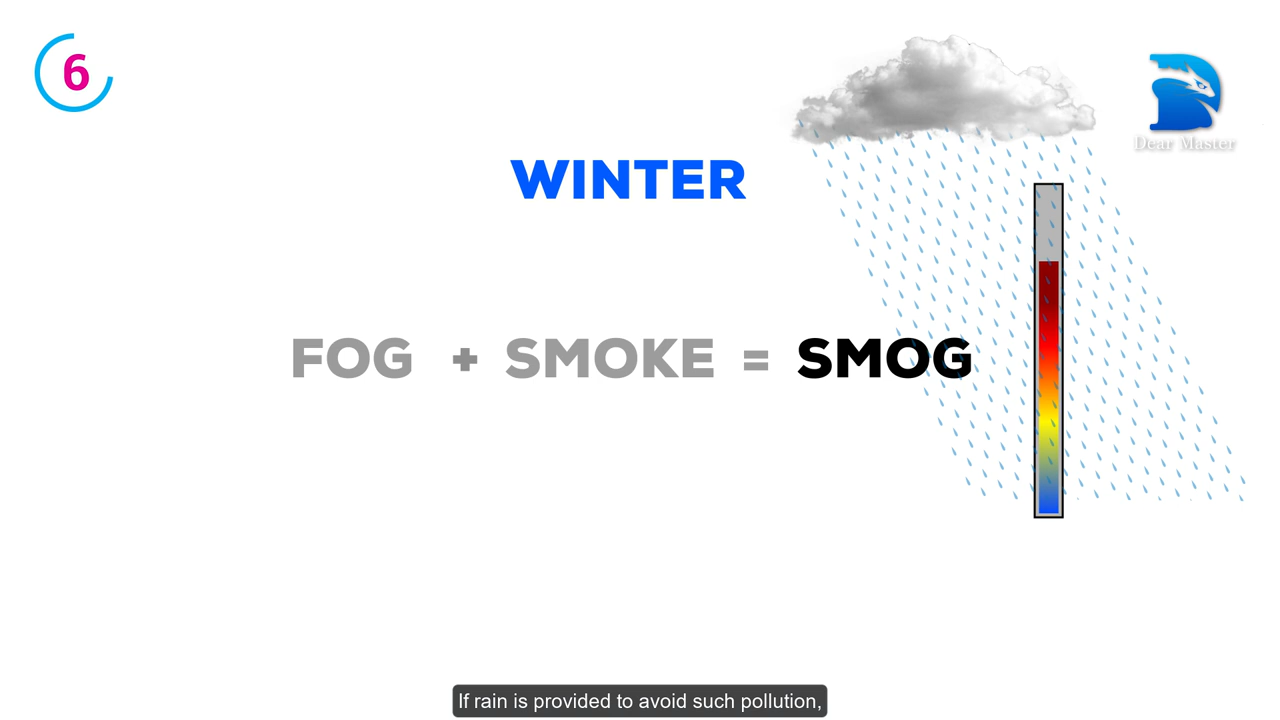 6
Dear Master
WINTER
FOG + SMOKE = SMOG
If rain is provided to avoid such pollution,